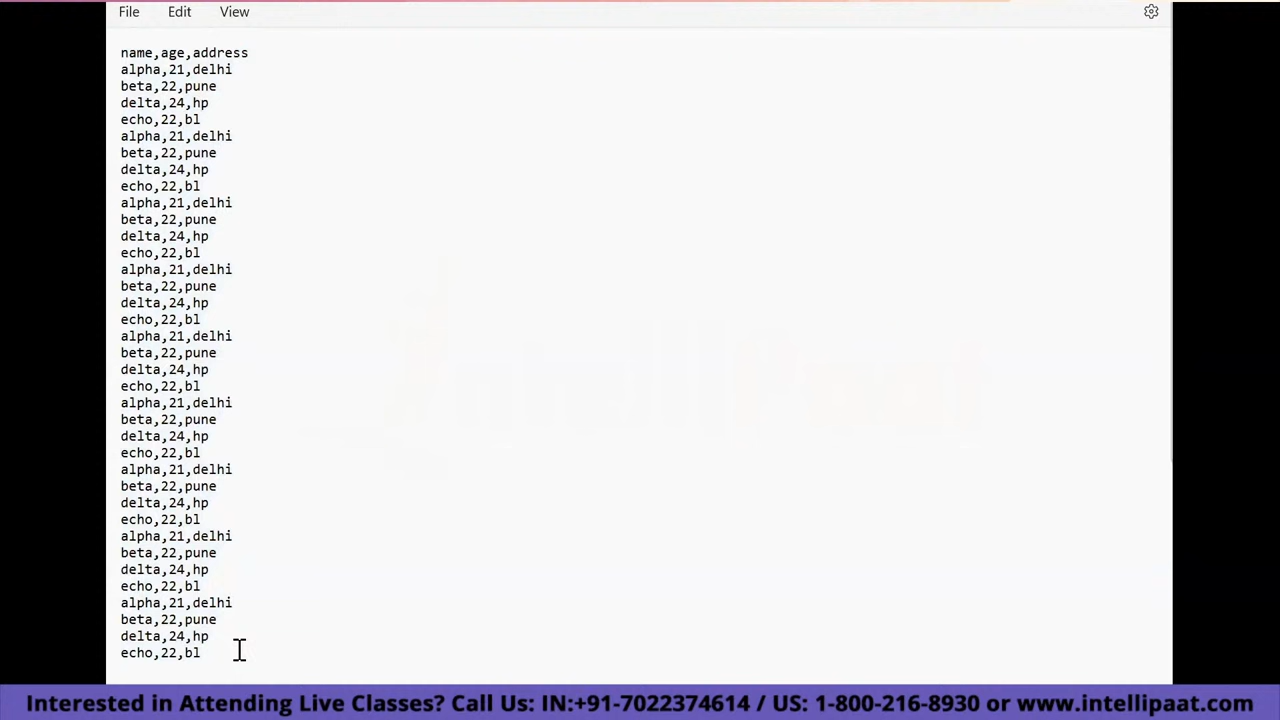 File Edit View
name,age,address
alpha,21,delhi
beta,22,pune
delta,24,hp
echo,22,bl
alpha,21,delhi
beta,22,pune
delta,24,hp
echo,22,bl
alpha,21,delhi
beta,22,pune
delta,24,hp
echo,22,bl
alpha,21,delhi
beta,22,pune
delta,24,hp
echo,22,bl
alpha,21,delhi
beta,22,pune
delta,24,hp
echo,22,bl
alpha,21,delhi
beta,22,pune
delta,24,hp
echo,22,bl
alpha,21,delhi
beta,22,pune
delta,24,hp
echo,22,bl
alpha,21,delhi
beta,22,pune
delta,24,hp
echo,22,bl
alpha,21,delhi
beta,22,pune
delta,24,hp
echo,22,bl
Interested in Attending Live Classes? Call Us: IN:+91-7022374614 / US: 1-800-216-8930 or www.intellipaat.com